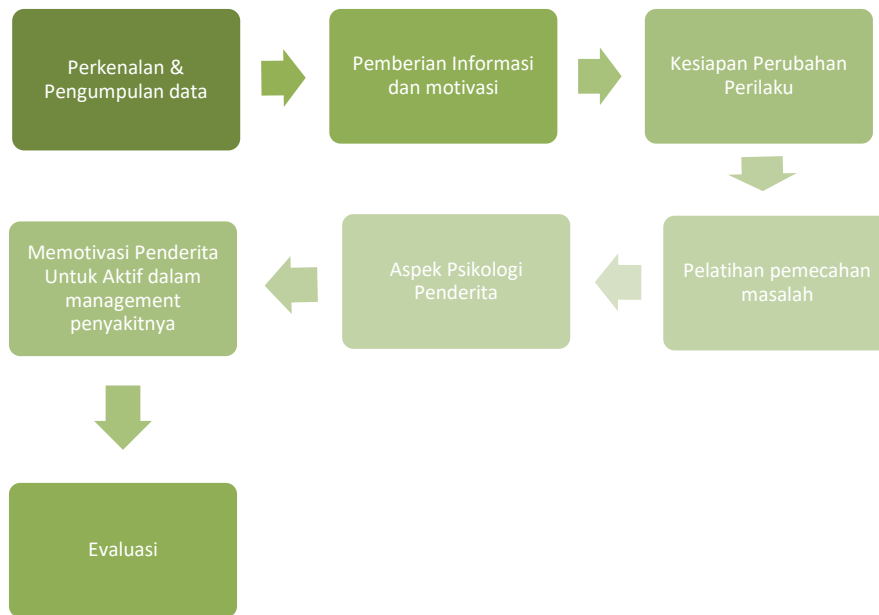 Perkenalan &
Pengumpulan data
Pemberian Informasi
dan motivasi
Kesiapan Perubahan
Perilaku
Pelatihan pemecahan
masalah
Aspek Psikologi
Penderita
Memotivasi Penderita
Untuk Aktif dalam
management
penyakitnya
Evaluasi